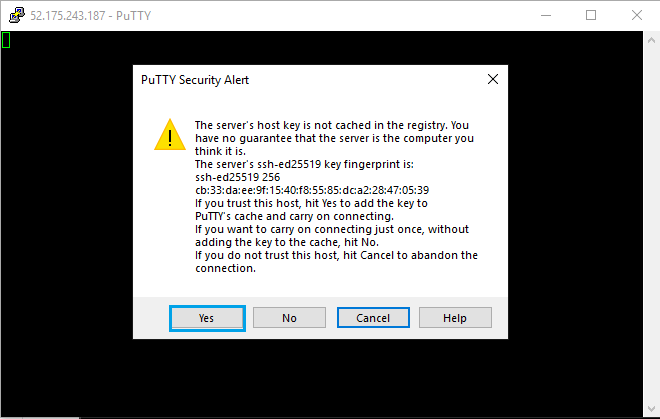 52.175.243.187 - PuTTY
PuTTY Security Alert
The server's host key is not cached in the registry. You
have no guarantee that the server is the computer you
think it is.
The server's ssh-ed25519 key fingerprint is:
ssh-ed25519 256
cb:33:da:ee:9f:15:40:f8:55:85:dc:a2:28:47:05:39
If you trust this host, hit Yes to add the key to
PuTTY's cache and carry on connecting.
If you want to carry on connecting just once, without
adding the key to the cache, hit No.
If you do not trust this host, hit Cancel to abandon the
connection.
Yes No Cancel Help